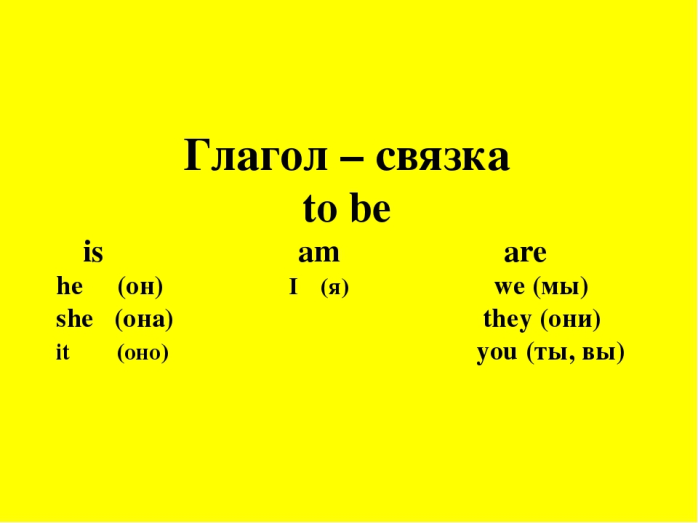 Глагол – связка
to be
is am are
he (он) I (я) we (мы)
she (она) they (они)
it (оно) you (ты, вы)